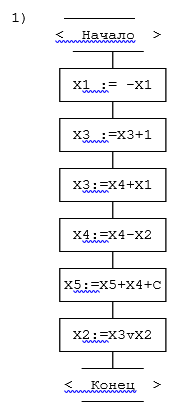 1)
< Начало >
X1 := -X1
X3 :=X3+1
X3:=X4+X1
X4:=X4-X2
X5:=X5+X4+C
X2:=X3vX2
< Конец >